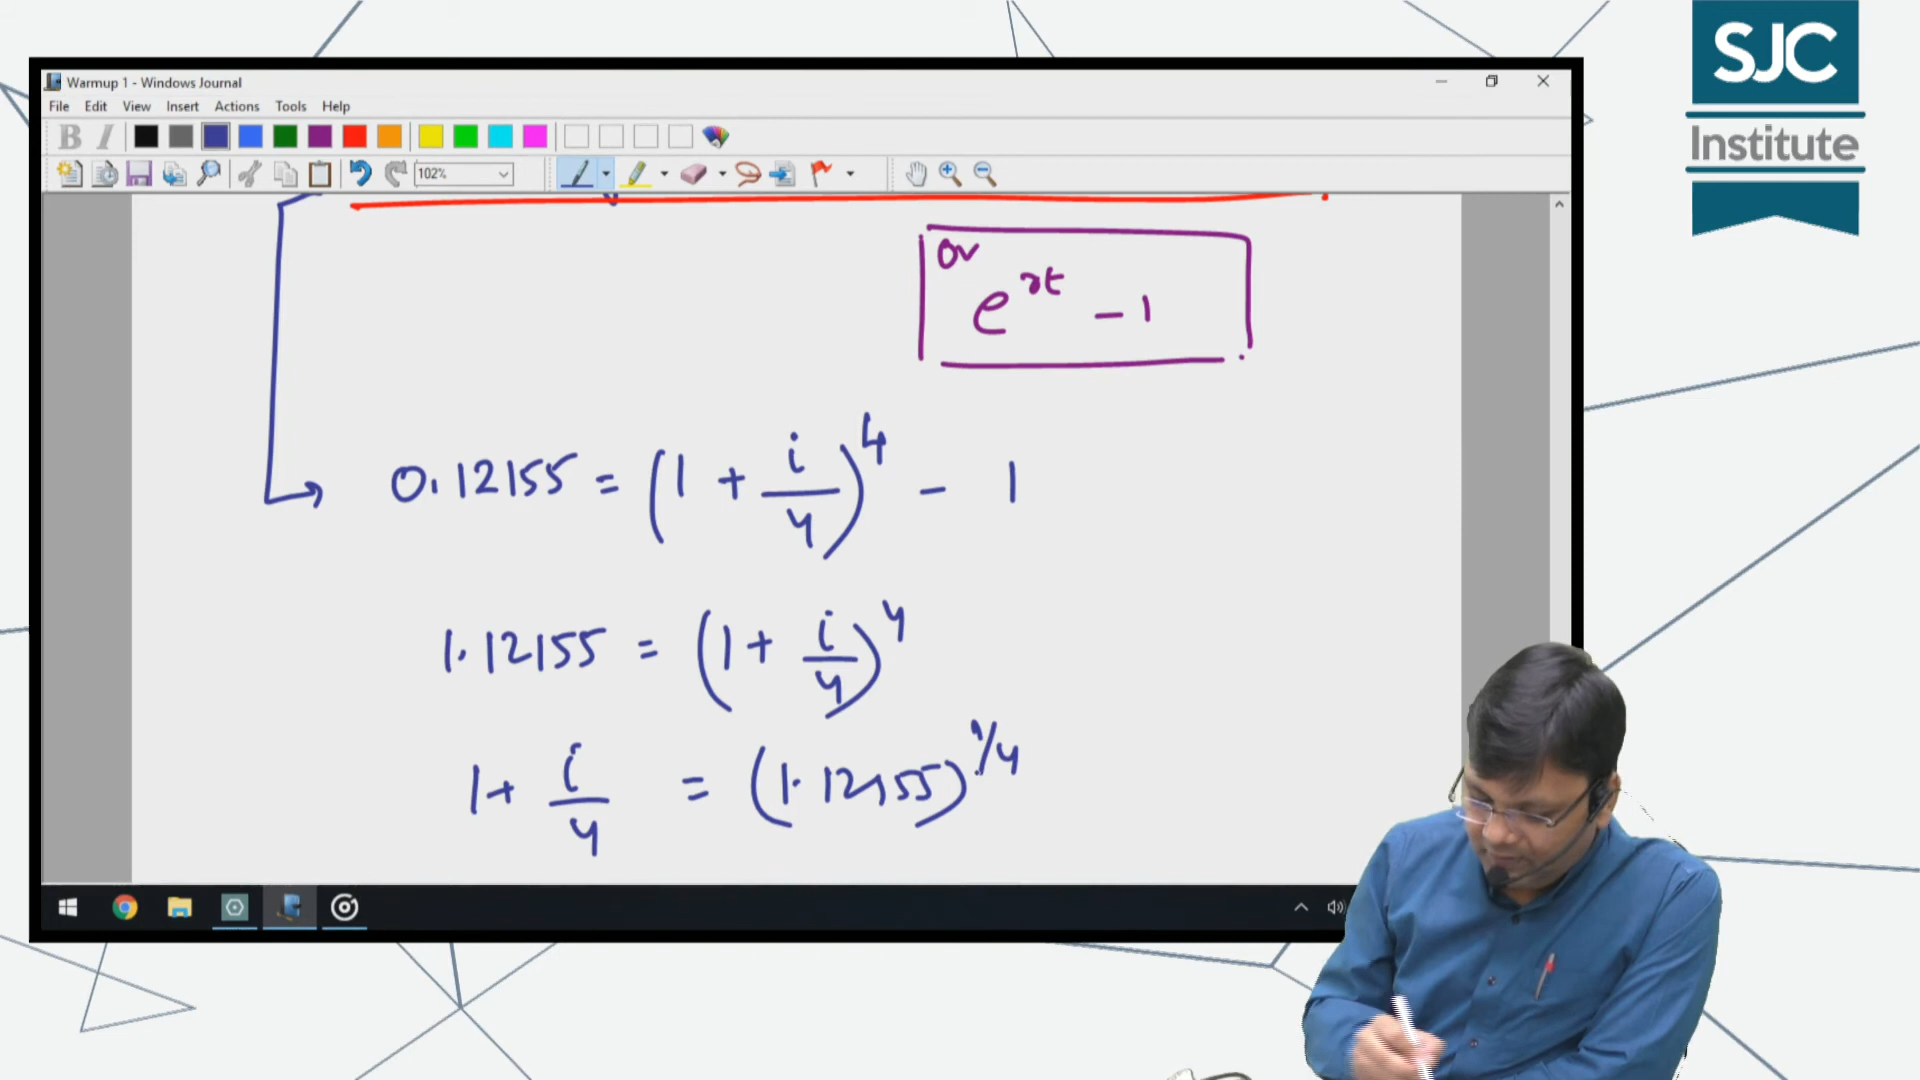 SJC
Institute
Warmup 1 - Windows Journal
File Edit View Insert Actions Tools Help
B I
102%
or
e^rt - 1
0.12155 = (1 + i/4)^4 - 1
1.12155 = (1 + i/4)^4
1 + i/4 = (1.12155)^1/4